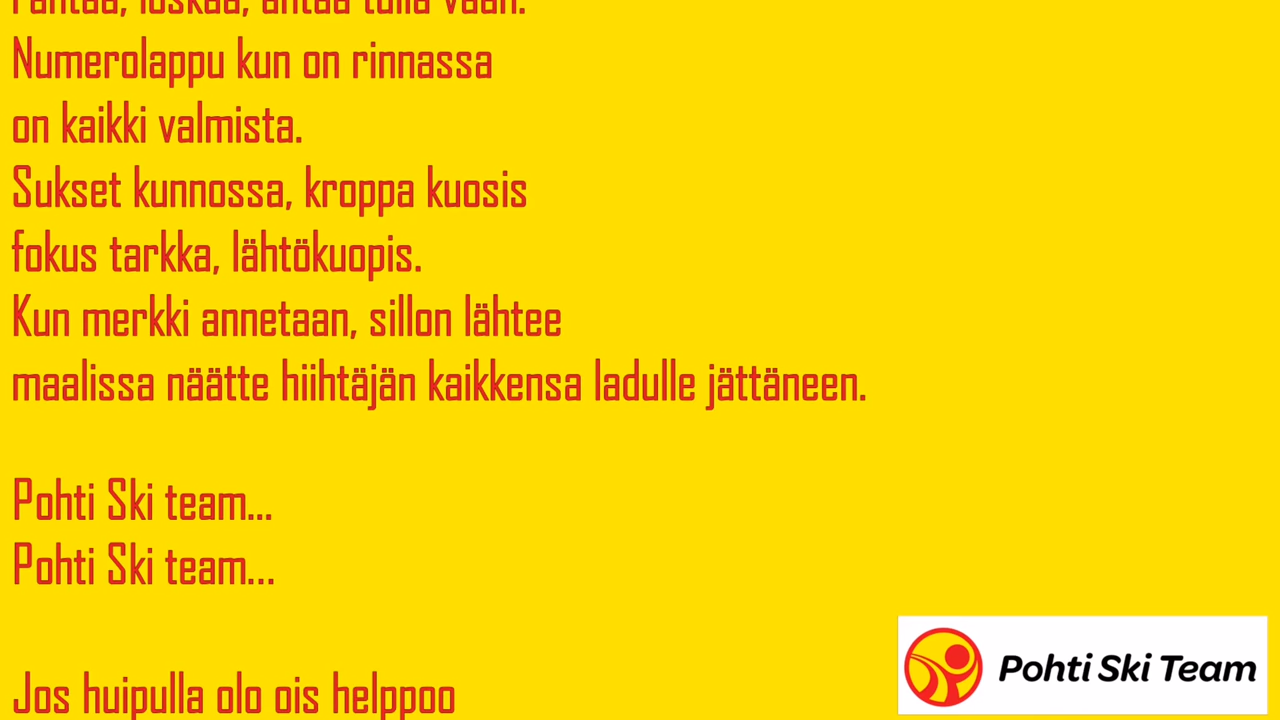 Numerolappu kun on rinnassa
on kaikki valmista.
Sukset kunnossa, kroppa kuosis
fokus tarkka, lähtökuopis.
Kun merkki annetaan, sillon lähtee
maalissa näätte hiihtäjän kaikkensa ladulle jättäneen.
Pohti Ski team...
Pohti Ski team...
Jos huipulla olo ois helppoo
Pohti Ski Team